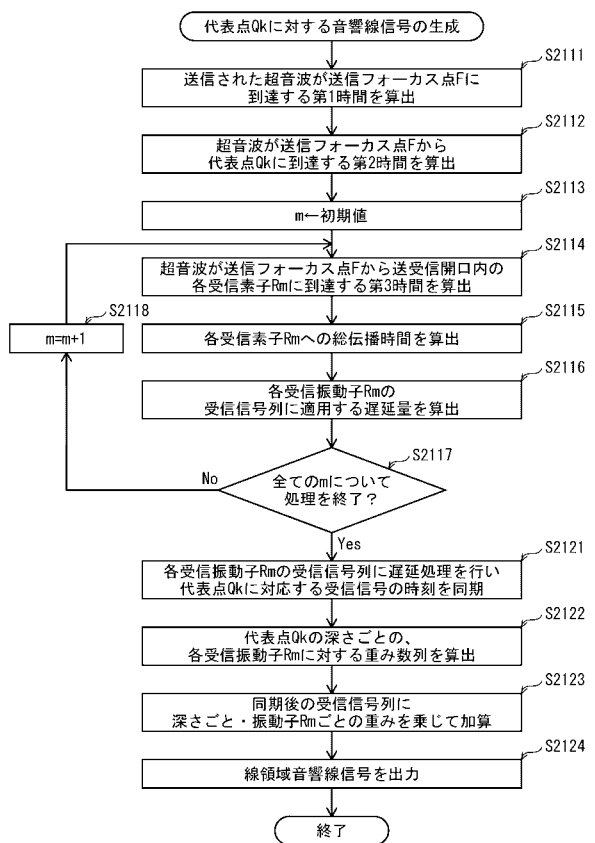 代表点Qkに対する音響線信号の生成
S2111
送信された超音波が送信フォーカス点Fに
到達する第1時間を算出
S2112
超音波が送信フォーカス点Fから
代表点Qkに到達する第2時間を算出
S2113
m←初期値
S2114
超音波が送信フォーカス点Fから送受信開口内の
各受信素子Rmに到達する第3時間を算出
S2118
m=m+1
S2115
各受信素子Rmへの総伝播時間を算出
S2116
各受信振動子Rmの
受信信号列に適用する遅延量を算出
S2117
全てのmについて
処理を終了？
No
Yes
S2121
各受信振動子Rmの受信信号列に遅延処理を行い
代表点Qkに対応する受信信号の時刻を同期
S2122
代表点Qkの深さごとの、
各受信振動子Rmに対する重み数列を算出
S2123
同期後の受信信号列に
深さごと・振動子Rmごとの重みを乗じて加算
S2124
線領域音響線信号を出力
終了